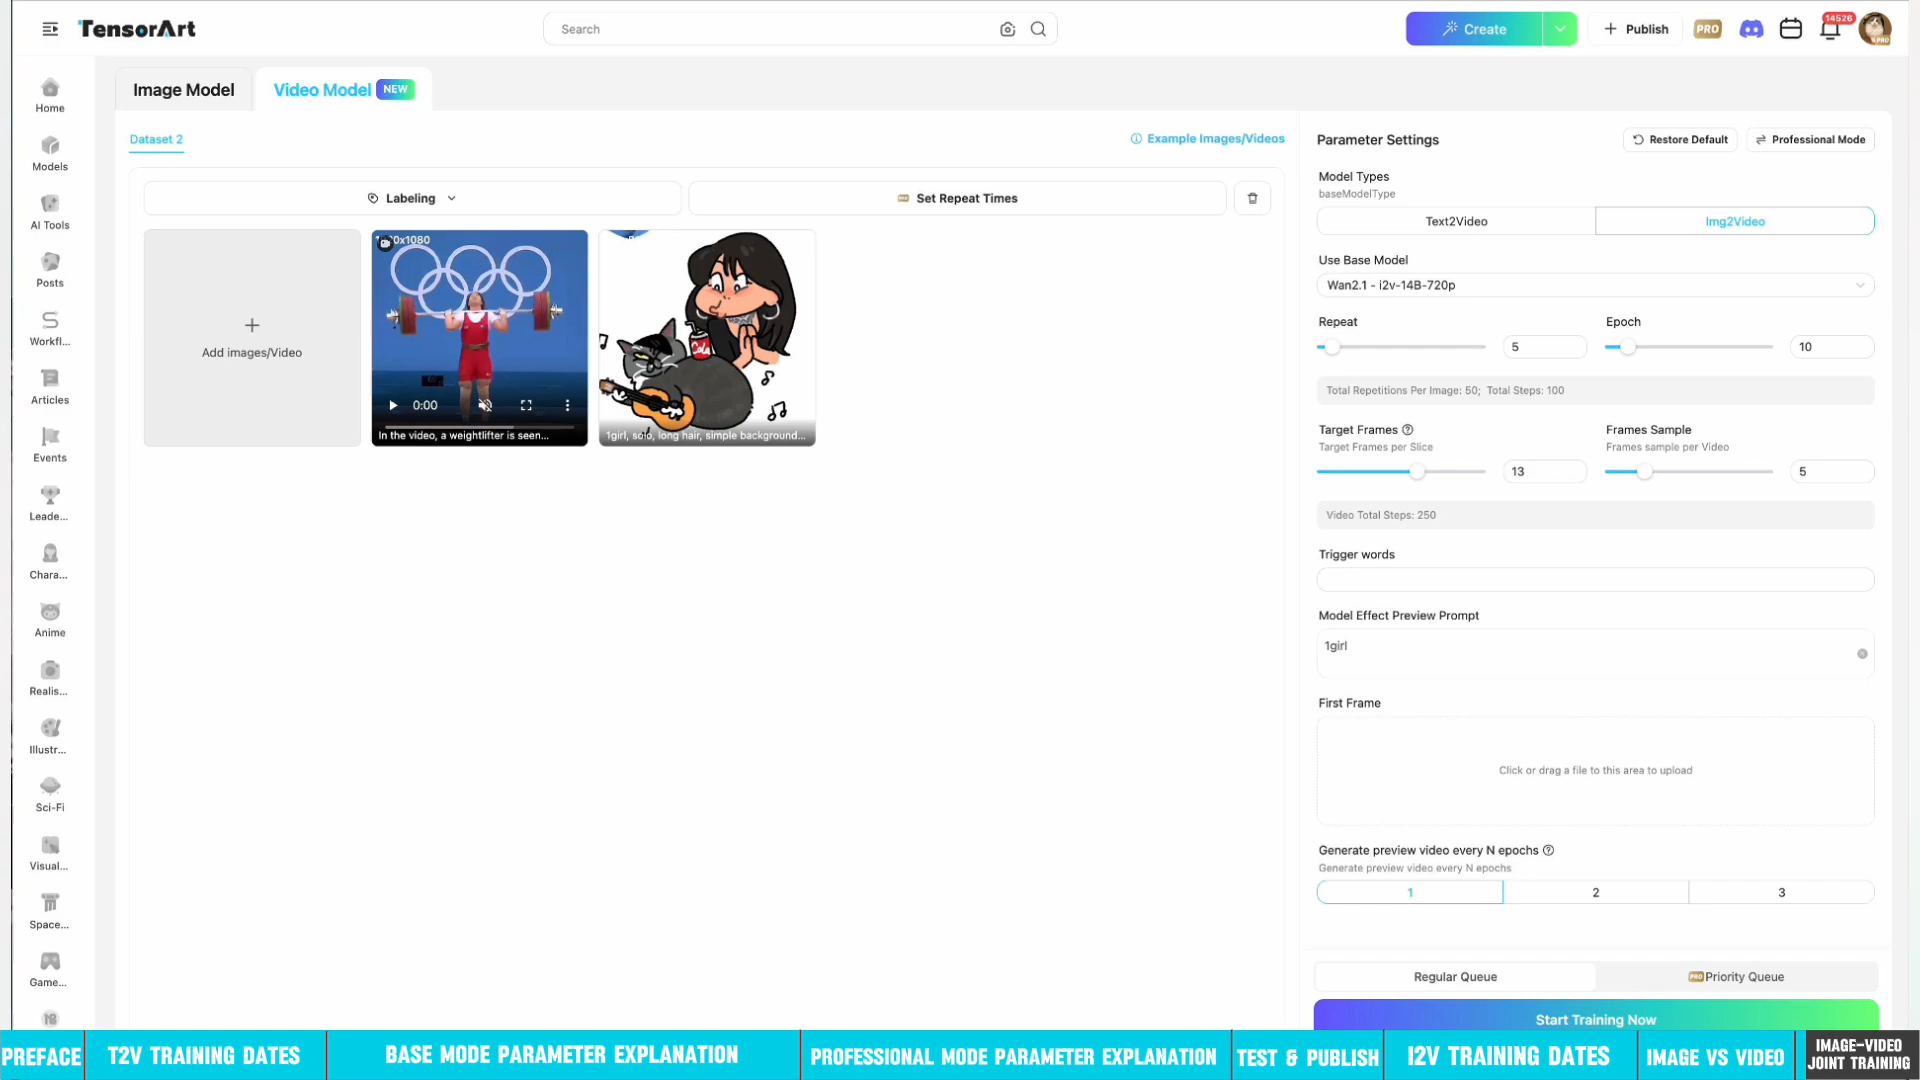 TensorArt
Search
Create
Publish
PRO
14526
PRO
Home
Models
AI Tools
Posts
Workfl...
Articles
Events
Leade...
Chara...
Anime
Realis...
Illustr...
Sci-Fi
Visual...
Space...
Game...
Image Model
Video Model NEW
Dataset 2
Example Images/Videos
Labeling
Set Repeat Times
Add images/Video
0:00
In the video, a weightlifter is seen...
Cola
1girl, solo, long hair, simple background...
Parameter Settings
Restore Default
Professional Mode
Model Types
baseModelType
Text2Video
Img2Video
Use Base Model
Wan2.1 - i2v-14B-720p
Repeat
Epoch
5
10
Total Repetitions Per Image: 50; Total Steps: 100
Target Frames
Frames Sample
Target Frames per Slice
Frames sample per Video
13
5
Video Total Steps: 250
Trigger words
Model Effect Preview Prompt
1girl
First Frame
Click or drag a file to this area to upload
Generate preview video every N epochs
Generate preview video every N epochs
1
2
3
Regular Queue
PRO Priority Queue
Start Training Now
PREFACE
T2V TRAINING DATES
BASE MODE PARAMETER EXPLANATION
PROFESSIONAL MODE PARAMETER EXPLANATION
TEST & PUBLISH
I2V TRAINING DATES
IMAGE VS VIDEO
IMAGE-VIDEO
JOINT TRAINING